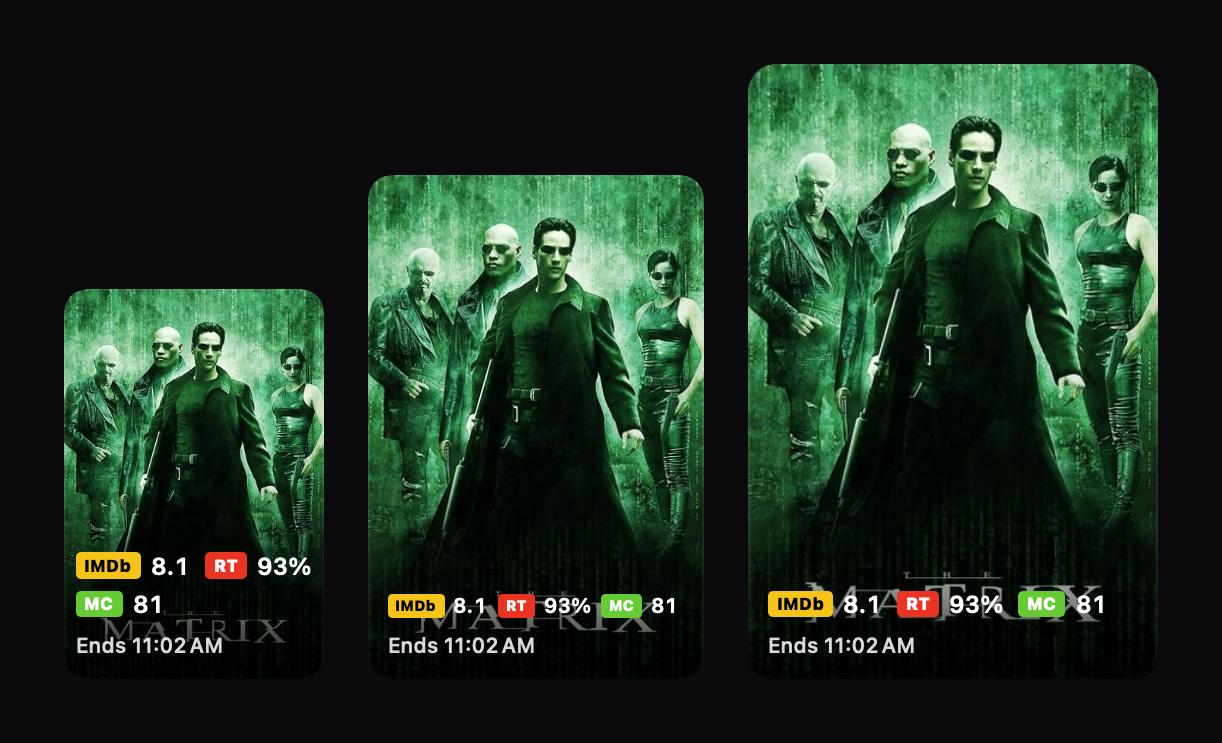 IMDb 8.1 RT 93%
MC 81
THE
MATRIX
Ends 11:02 AM
THE
IMDb 8.1 RT 93% MC 81
MATRIX
Ends 11:02 AM
THE
IMDb 8.1 RT 93% MC 81
MATRIX
Ends 11:02 AM